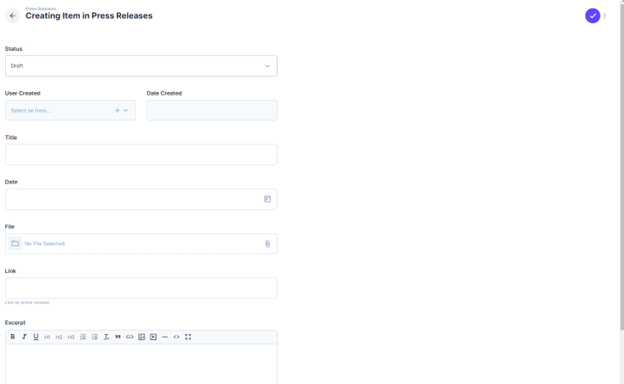 Press Releases
Creating Item in Press Releases
Status
Draft
User Created
Date Created
Select an item...
Title
Date
File
No File Selected
Link
Link to press release.
Excerpt
B I U H1 H2 H3